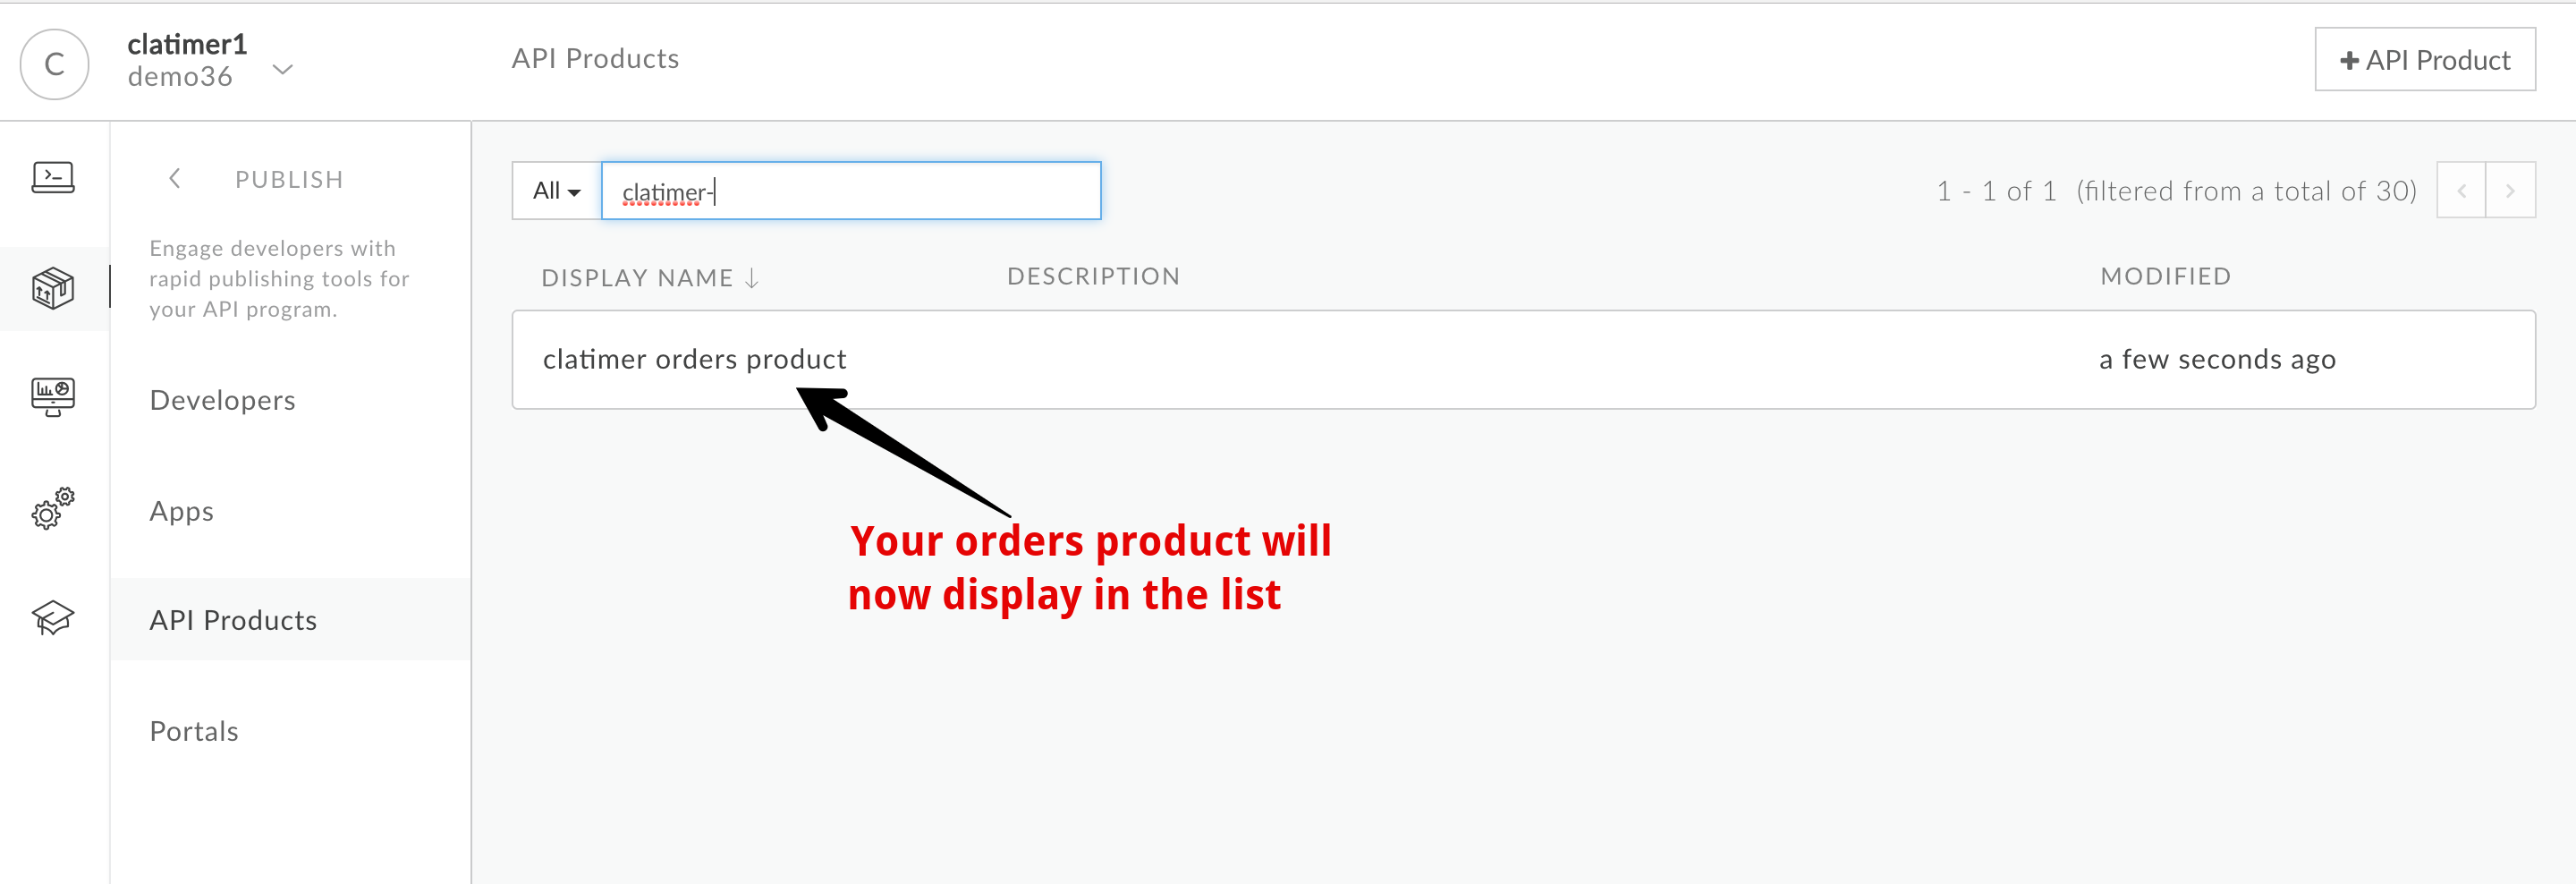 C
clatimer1
demo36
API Products
+ API Product
PUBLISH
Engage developers with
rapid publishing tools for
your API program.
Developers
Apps
API Products
Portals
All
clatimer-
1 - 1 of 1 (filtered from a total of 30)
DISPLAY NAME ↓
DESCRIPTION
MODIFIED
clatimer orders product
a few seconds ago
Your orders product will
now display in the list